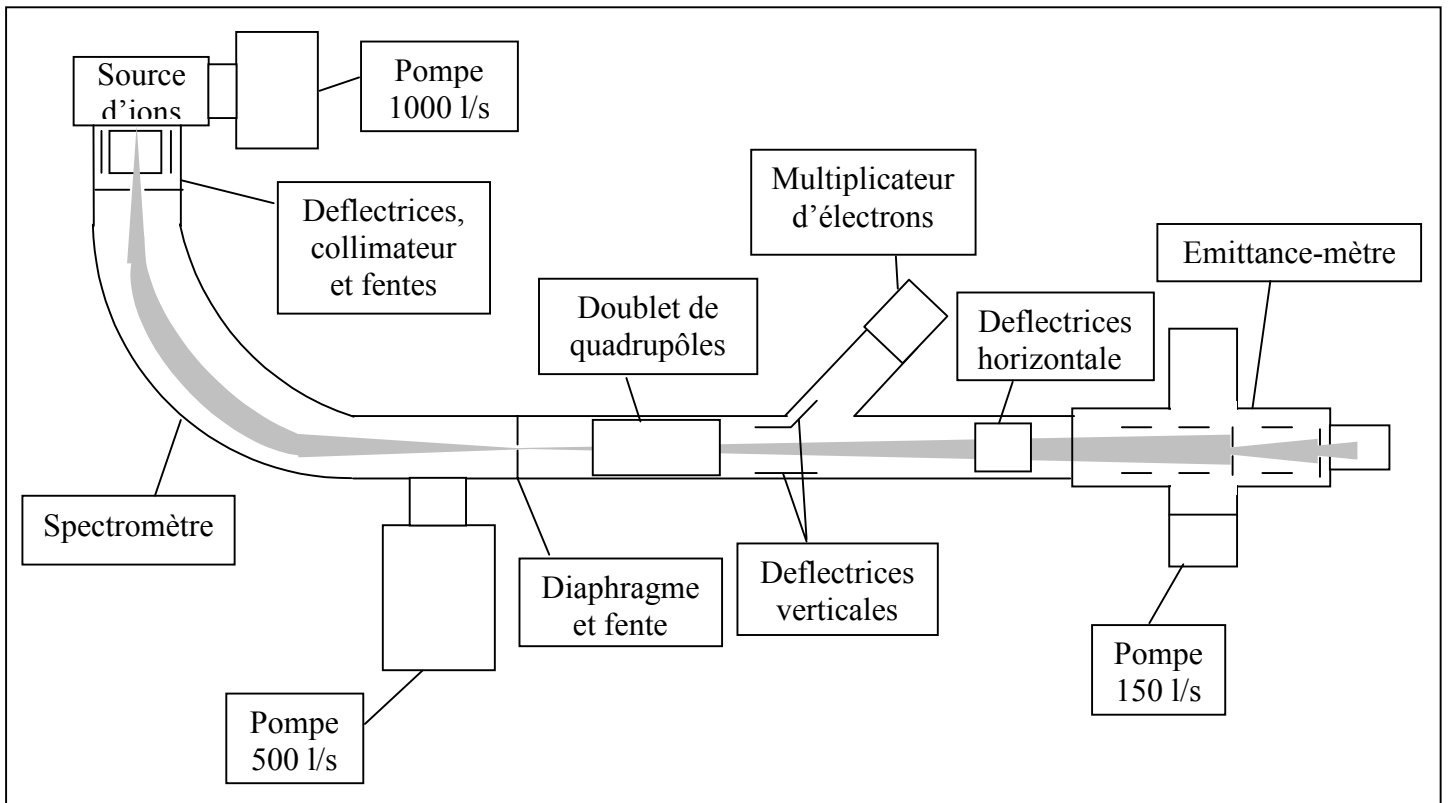 Source
d'ions
Pompe
1000 l/s
Deflectrices,
collimateur
et fentes
Multiplicateur
d'électrons
Emittance-mètre
Doublet de
quadrupôles
Deflectrices
horizontale
Spectromètre
Diaphragme
et fente
Deflectrices
verticales
Pompe
500 l/s
Pompe
150 l/s